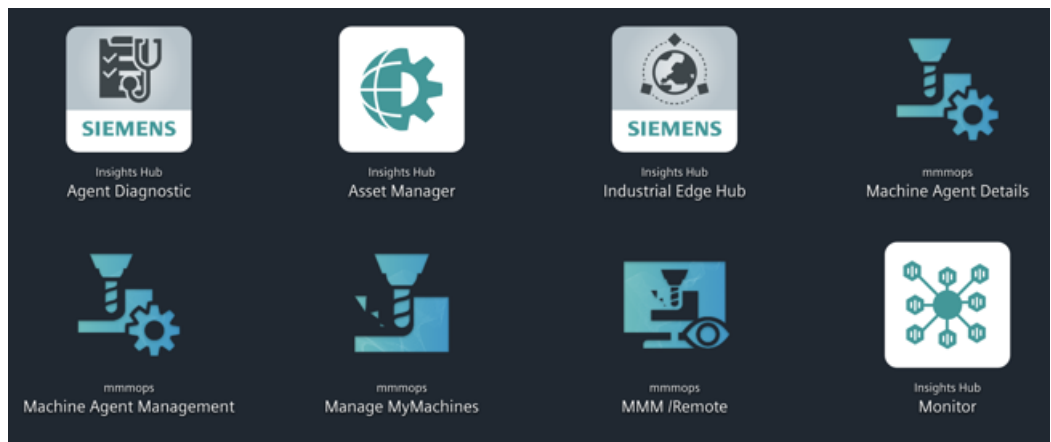 SIEMENS
Insights Hub
Agent Diagnostic
Insights Hub
Asset Manager
SIEMENS
Insights Hub
Industrial Edge Hub
mmmops
Machine Agent Details
mmmops
Machine Agent Management
mmmops
Manage MyMachines
mmmops
MMM /Remote
Insights Hub
Monitor